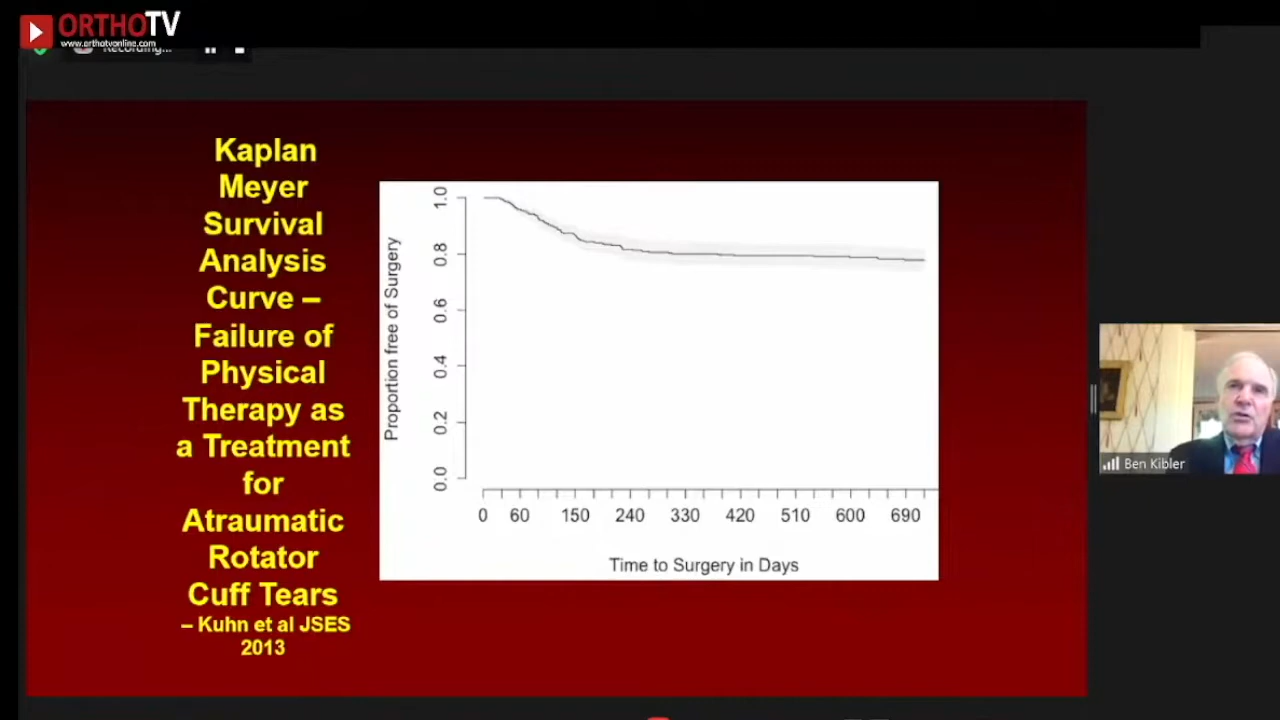 ORTHOTV
www.orthotvonline.com
Recording...
Kaplan
Meyer
Survival
Analysis
Curve –
Failure of
Physical
Therapy as
a Treatment
for
Atraumatic
Rotator
Cuff Tears
– Kuhn et al JSES
2013
Proportion free of Surgery
1.0
0.8
0.6
0.4
0.2
0.0
0 60 150 240 330 420 510 600 690
Time to Surgery in Days
Ben Kibler